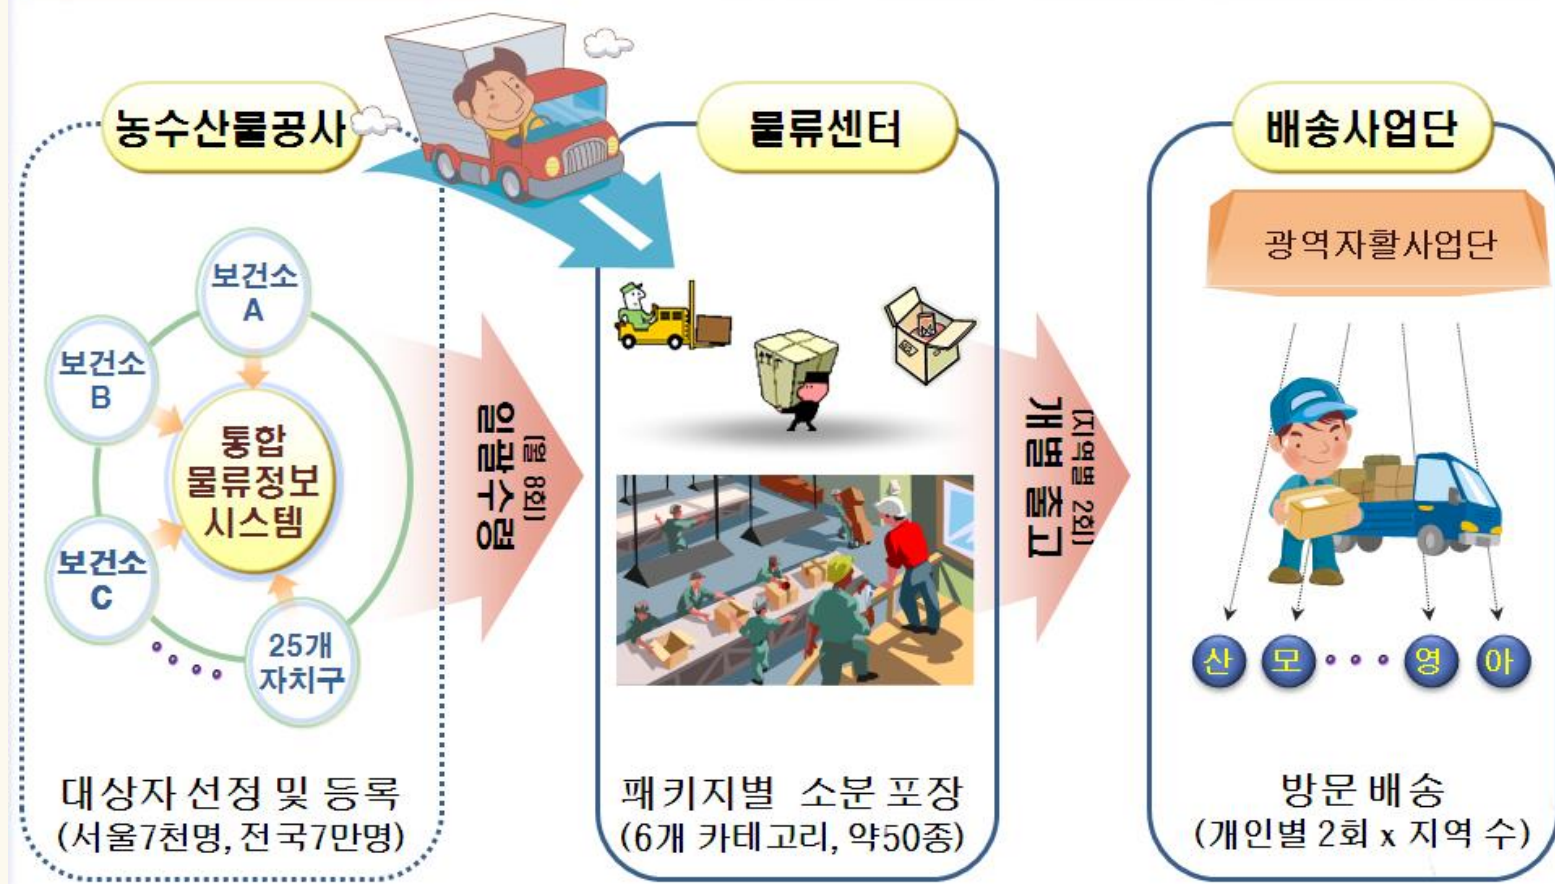 농수산물공사
보건소
A
보건소
B
통합
물류정보
시스템
보건소
C
25개
자치구
대상자 선정 및 등록
(서울7천명, 전국7만명)
일괄수령
(월 8회)
물류센터
패키지별 소분 포장
(6개 카테고리, 약50종)
개별 출고
(지역별 2회)
배송사업단
광역자활사업단
산 모 영 아
방문 배송
(개인별 2회 x 지역 수)